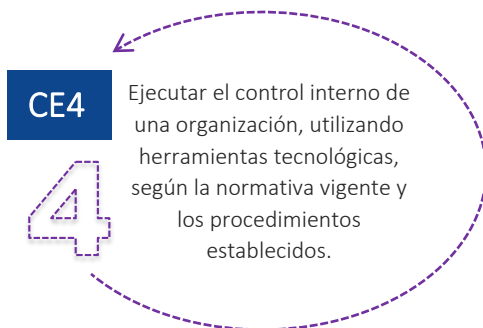 CE4
4
Ejecutar el control interno de
una organización, utilizando
herramientas tecnológicas,
según la normativa vigente y
los procedimientos
establecidos.